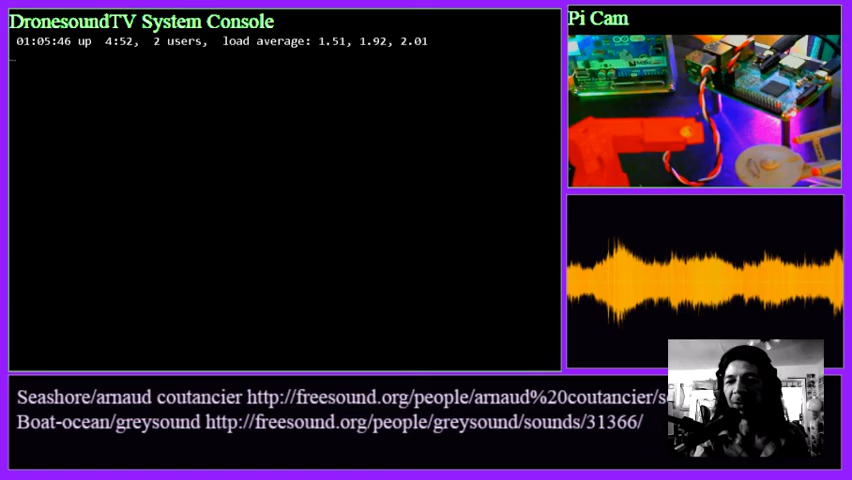 DronesoundTV System Console
01:05:46 up  4:52,  2 users,  load average: 1.51, 1.92, 2.01
Pi Cam
Seashore/arnaud coutancier http://freesound.org/people/arnaud%20coutancier/s
Boat-ocean/greysound http://freesound.org/people/greysound/sounds/31366/